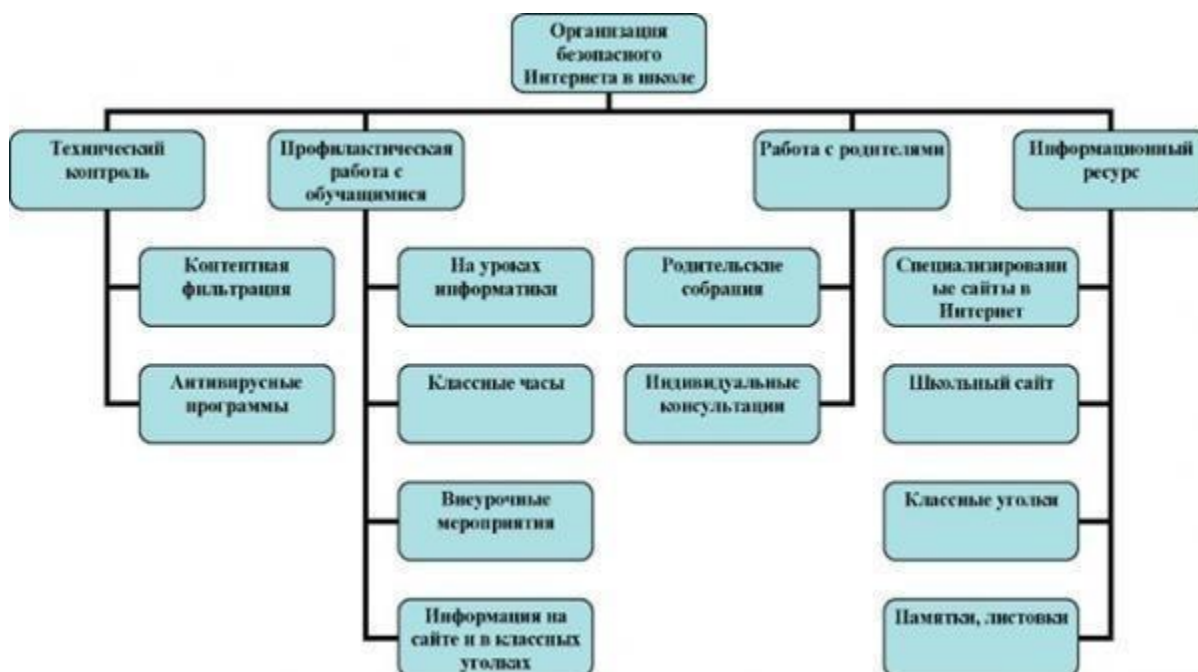 Организация
безопасного
Интернета в школе
Технический
контроль
Профилактическая
работа с
обучащимися
Работа с родителями
Информационный
ресурс
Контентная
фильтрация
На уроках
информатики
Родительские
собрания
Специализированн
ые сайты в
Интернет
Антивирусные
программы
Классные часы
Индивидуальные
консультации
Школьный сайт
Внеурочные
мероприятия
Классные уголки
Информация на
сайте и в классных
уголках
Памятки, листовки